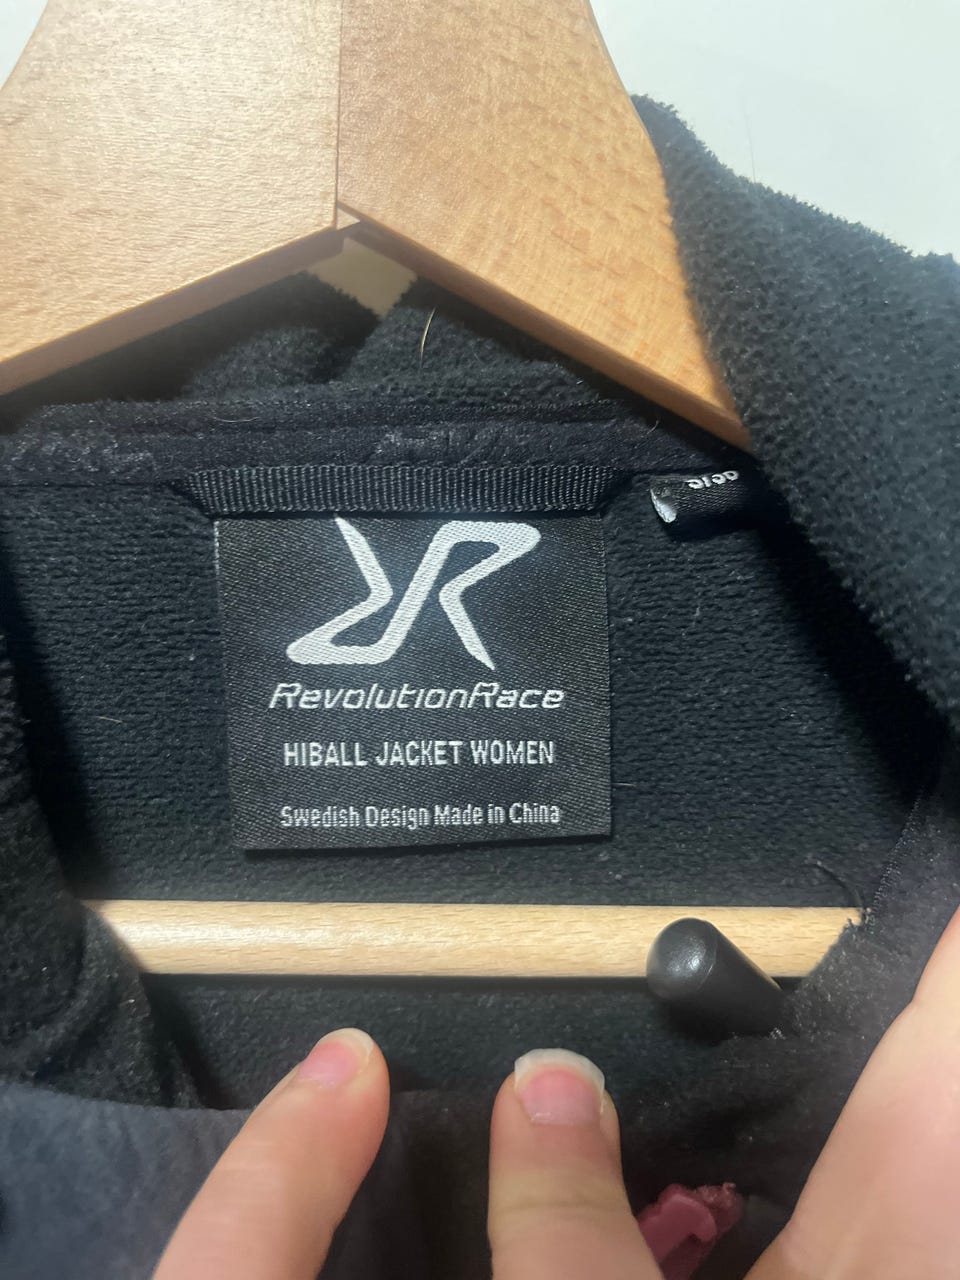 RevolutionRace
HIBALL JACKET WOMEN
Swedish Design Made in China